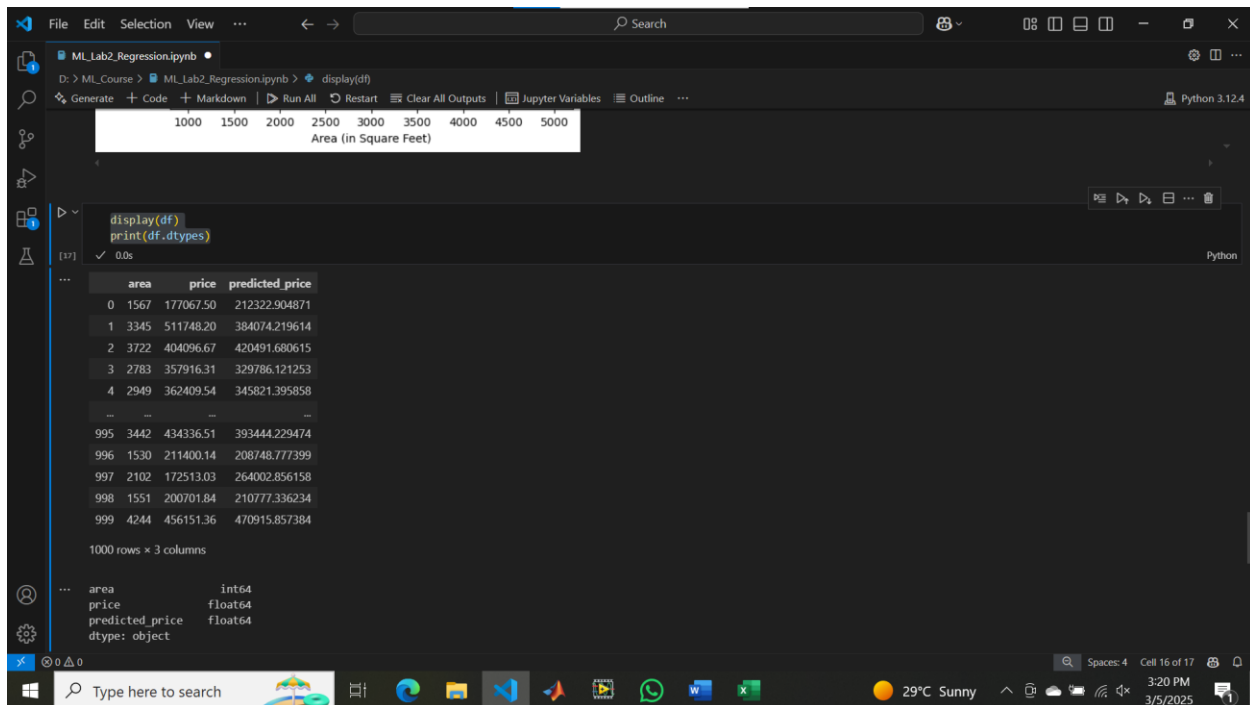 File Edit Selection View ··· Search
ML_Lab2_Regression.ipynb
D: > ML_Course > ML_Lab2_Regression.ipynb > display(df)
Generate + Code + Markdown | Run All Restart Clear All Outputs | Jupyter Variables Outline ··· Python 3.12.4
1000 1500 2000 2500 3000 3500 4000 4500 5000
Area (in Square Feet)
display(df)
print(df.dtypes)
[17] 0.0s Python
area price predicted_price
0 1567 177067.50 212322.904871
1 3345 511748.20 384074.219614
2 3722 404096.67 420491.680615
3 2783 357916.31 329786.121253
4 2949 362409.54 345821.395858
... ... ... ...
995 3442 434336.51 393444.229474
996 1530 211400.14 208748.777399
997 2102 172513.03 264002.856158
998 1551 200701.84 210777.336234
999 4244 456151.36 470915.857384
1000 rows × 3 columns
area int64
price float64
predicted_price float64
dtype: object
0 0 Spaces: 4 Cell 16 of 17
Type here to search 29°C Sunny 3:20 PM
3/5/2025